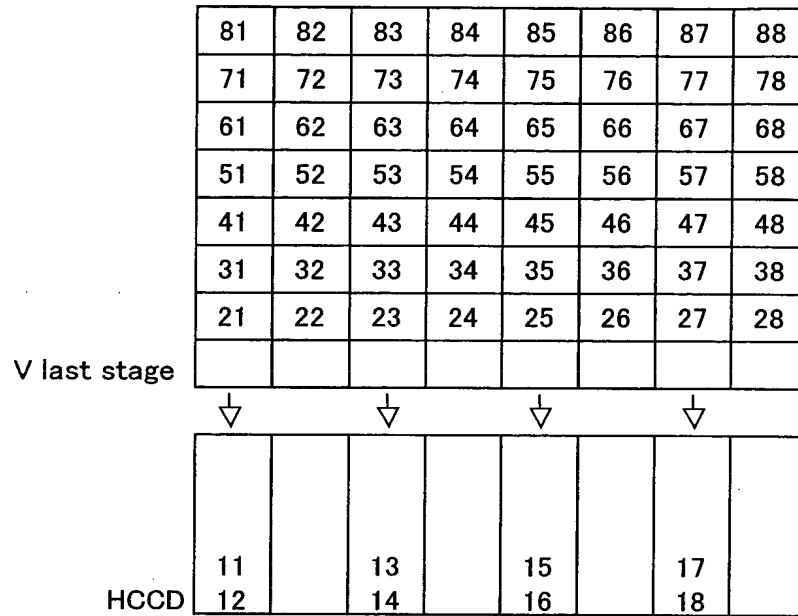 81 82 83 84 85 86 87 88
71 72 73 74 75 76 77 78
61 62 63 64 65 66 67 68
51 52 53 54 55 56 57 58
41 42 43 44 45 46 47 48
31 32 33 34 35 36 37 38
21 22 23 24 25 26 27 28
V last stage
11 13 15 17
HCCD 12 14 16 18